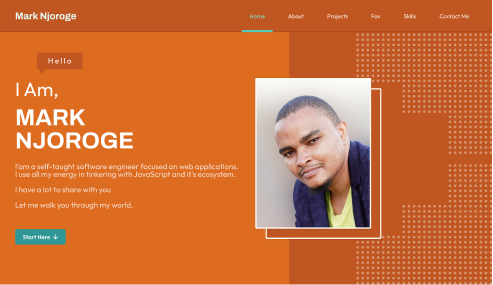 Mark Njoroge
Home About Projects Fav Skills Contact Me
Hello
I Am,
MARK
NJOROGE
I'am a self-taught software engineer focused on web applications.
I use all my energy in tinkering with JavaScript and it's ecosystem.
I have a lot to share with you
Let me walk you through my world.
Start Here ↓